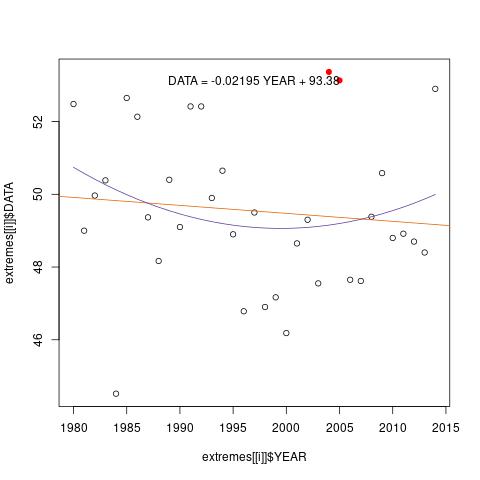 DATA = -0.02195 YEAR + 93.38
extremes[[i]]$DATA
52
50
48
46
1980 1985 1990 1995 2000 2005 2010 2015
extremes[[i]]$YEAR